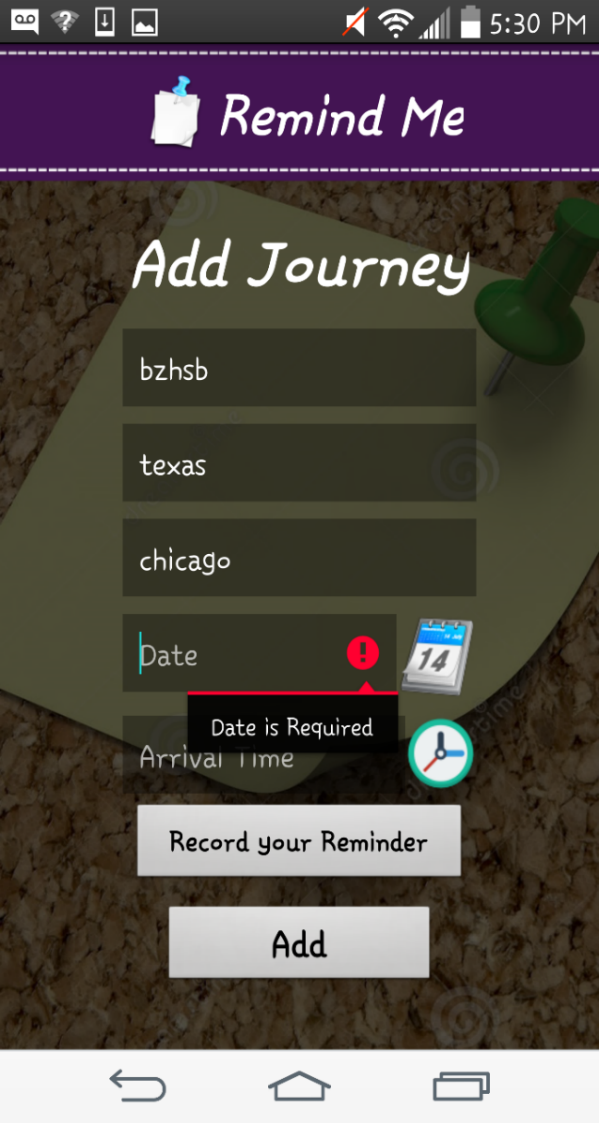 5:30 PM
Remind Me
Add Journey
bzhsb
texas
chicago
Date
14
Date is Required
Arrival Time
Record your Reminder
Add